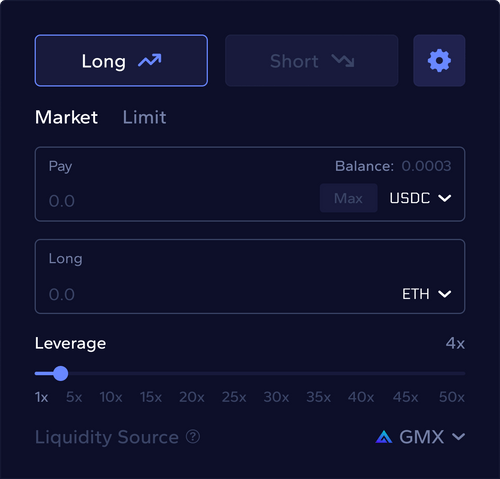 Long Short
Market Limit
Pay Balance: 0.0003
0.0 Max USDC
Long
0.0 ETH
Leverage 4x
1x 5x 10x 15x 20x 25x 30x 35x 40x 45x 50x
Liquidity Source ? GMX